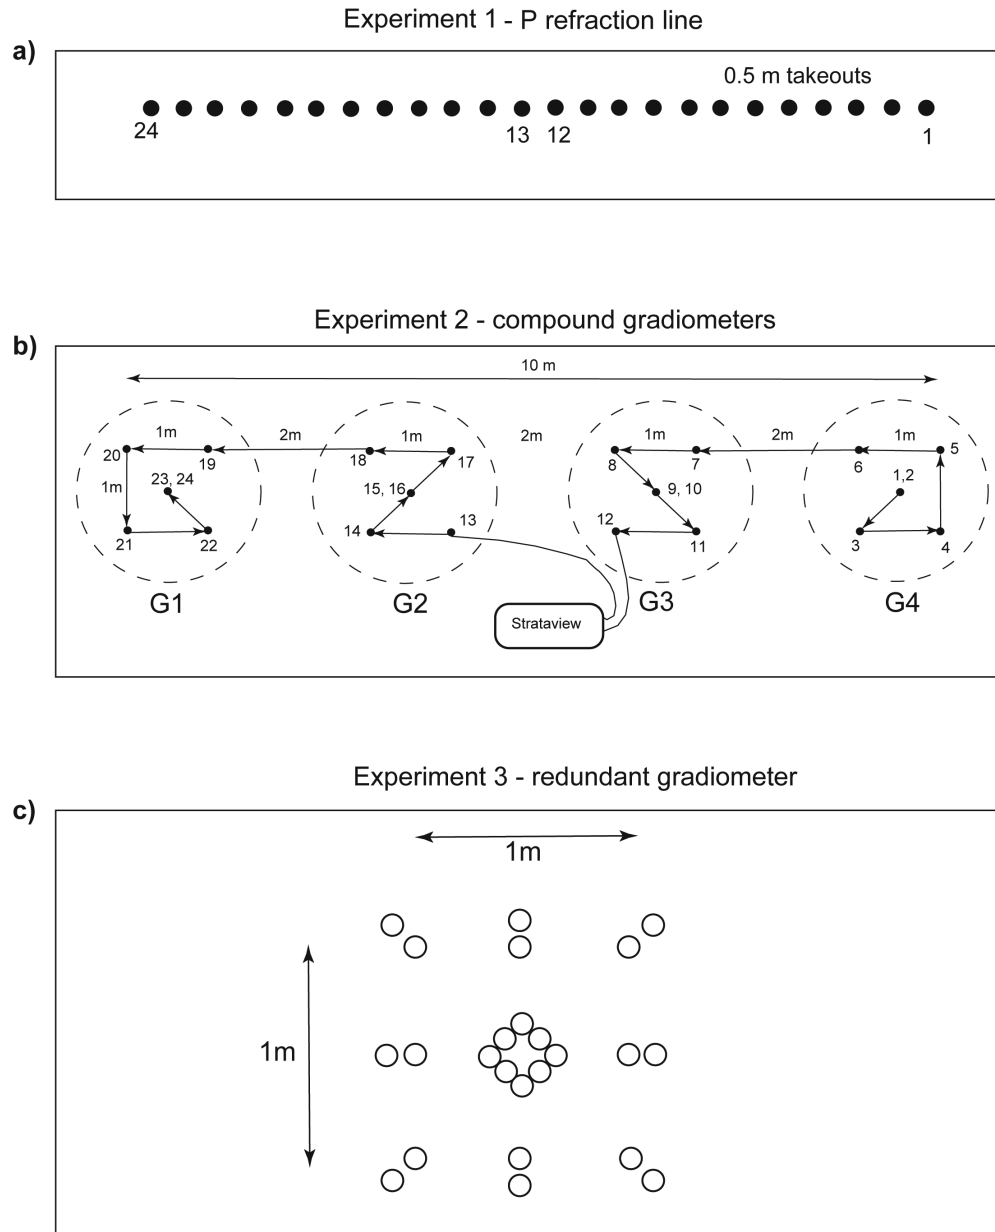 Experiment 1 - P refraction line
a)
0.5 m takeouts
24
13
12
1
Experiment 2 - compound gradiometers
b)
10 m
1m
2m
1m
2m
1m
2m
1m
20
19
18
17
8
7
6
5
1m
23, 24
15, 16
9, 10
1,2
21
22
14
13
12
11
3
4
G1
G2
G3
G4
Strataview
Experiment 3 - redundant gradiometer
c)
1m
1m